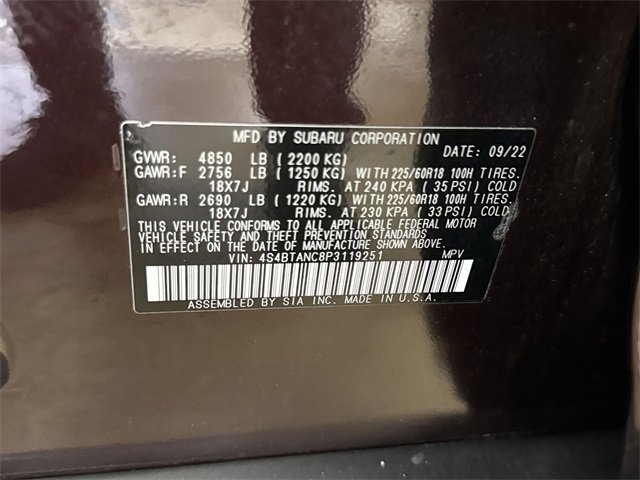 MFD BY SUBARU CORPORATION
GVWR: 4850 LB (2200 KG) DATE: 09/22
GAWR:F 2756 LB (1250 KG) WITH 225/60R18 100H TIRES.
18X7J RIMS. AT 240 KPA (35 PSI) COLD
GAWR:R 2690 LB (1220 KG) WITH 225/60R18 100H TIRES.
18X7J RIMS. AT 230 KPA (33 PSI) COLD
THIS VEHICLE CONFORMS TO ALL APPLICABLE FEDERAL MOTOR
VEHICLE SAFETY STANDARDS IN EFFECT ON THE DATE OF
MANUFACTURE SHOWN ABOVE.
VIN: 4S4BTANC8P3119251 MPV
ASSEMBLED BY SIA INC. MADE IN U.S.A.